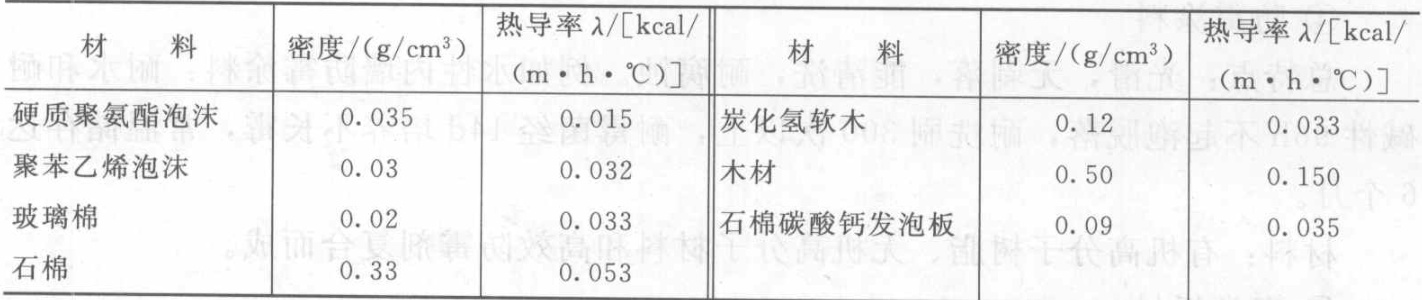 材 料 密度/(g/cm³) 热导率 λ/[kcal/(m·h·℃)] 材 料 密度/(g/cm³) 热导率 λ/[kcal/(m·h·℃)]
硬质聚氨酯泡沫 0.035 0.015 炭化氢软木 0.12 0.033
聚苯乙烯泡沫 0.03 0.032 木材 0.50 0.150
玻璃棉 0.02 0.033 石棉碳酸钙发泡板 0.09 0.035
石棉 0.33 0.053